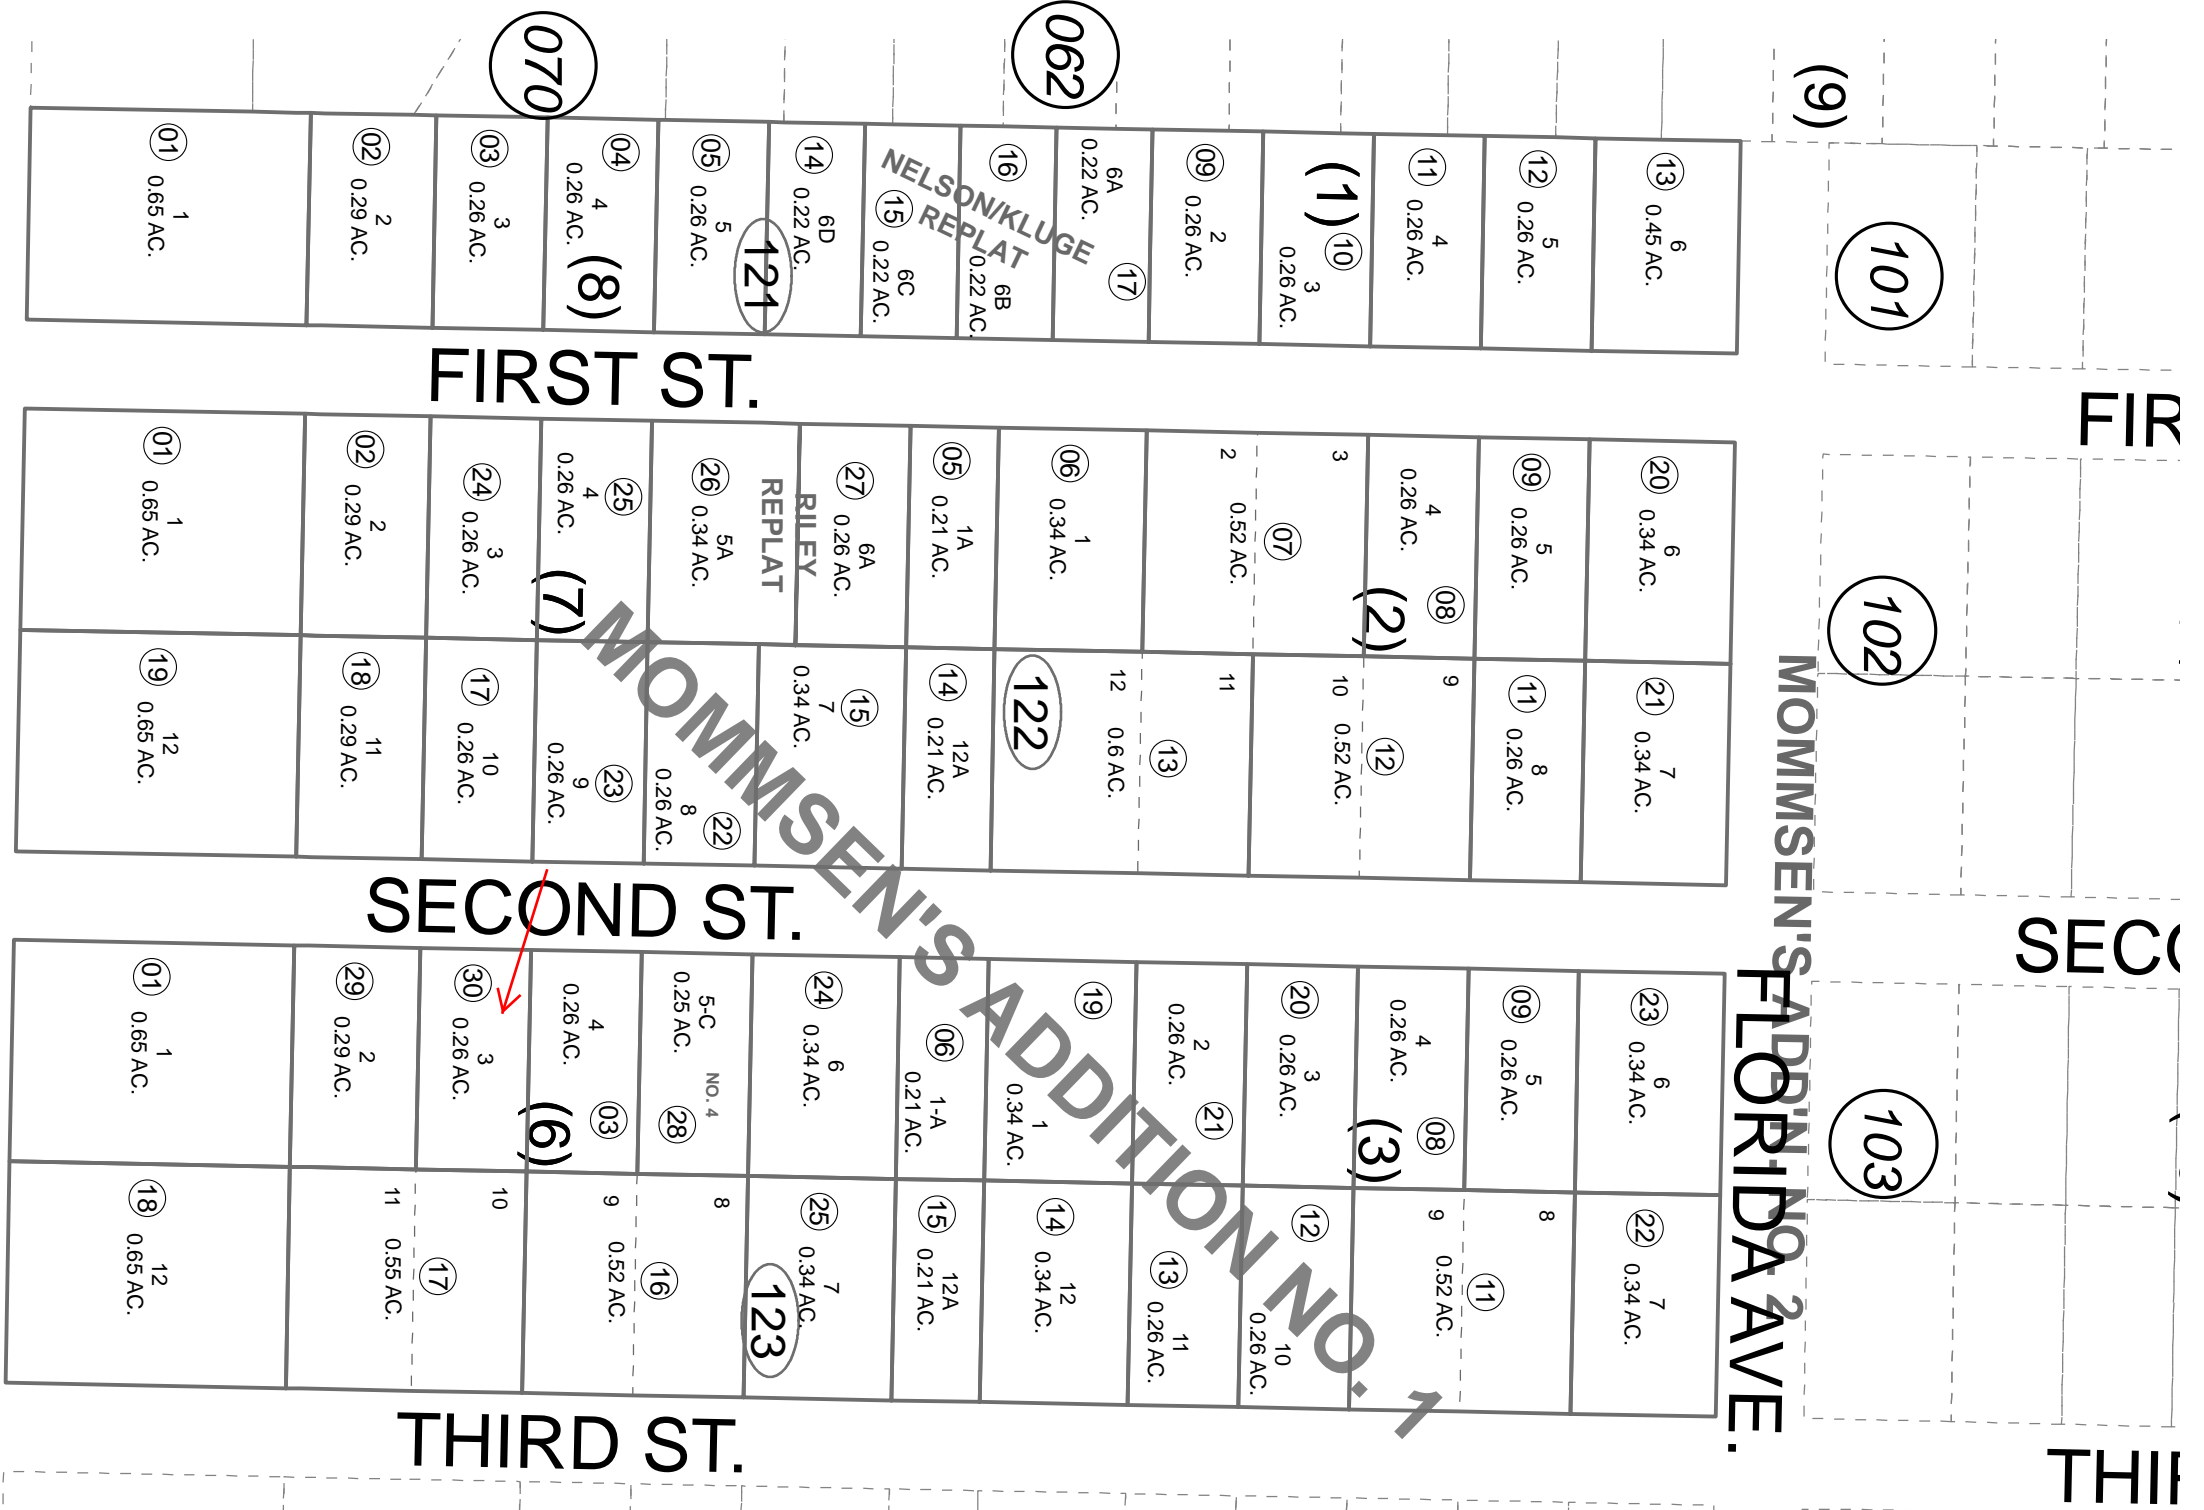 070
062
(9)
01
1
0.65 AC.
02
2
0.29 AC.
03
3
0.26 AC.
04
4
0.26 AC.
(8)
05
5
0.26 AC.
14
6D
0.22 AC.
121
NELSON/KLUGE
REPLAT
15
6C
0.22 AC.
16
6B
0.22 AC.
6A
0.22 AC.
17
09
2
0.26 AC.
(1)
10
3
0.26 AC.
11
4
0.26 AC.
12
5
0.26 AC.
13
6
0.45 AC.
101
FIRST ST.
FIR
01
1
0.65 AC.
02
2
0.29 AC.
24
3
0.26 AC.
25
4
0.26 AC.
(7)
26
5A
0.34 AC.
RILEY
REPLAT
27
6A
0.26 AC.
05
1A
0.21 AC.
06
1
0.34 AC.
2
3
0.52 AC.
07
4
0.26 AC.
08
(2)
09
5
0.26 AC.
20
6
0.34 AC.
102
19
12
0.65 AC.
18
11
0.29 AC.
17
10
0.26 AC.
23
9
0.26 AC.
22
8
0.26 AC.
15
7
0.34 AC.
14
12A
0.21 AC.
122
12
11
0.6 AC.
13
10
9
0.52 AC.
12
11
8
0.26 AC.
21
7
0.34 AC.
MOMMSEN'S ADDITION NO. 1
MOMMSEN'S ADD'N. NO. 2
SECOND ST.
SECO
FLORIDA AVE.
01
1
0.65 AC.
29
2
0.29 AC.
30
3
0.26 AC.
4
0.26 AC.
03
(6)
5-C
0.25 AC.
NO. 4
28
24
6
0.34 AC.
06
1-A
0.21 AC.
19
1
0.34 AC.
2
0.26 AC.
21
20
3
0.26 AC.
4
0.26 AC.
08
(3)
09
5
0.26 AC.
23
6
0.34 AC.
103
18
12
0.65 AC.
11
10
0.55 AC.
17
9
8
0.52 AC.
16
25
7
0.34 AC.
123
15
12A
0.21 AC.
14
12
0.34 AC.
13
11
0.26 AC.
12
10
0.26 AC.
9
8
0.52 AC.
11
22
7
0.34 AC.
THIRD ST.
THI